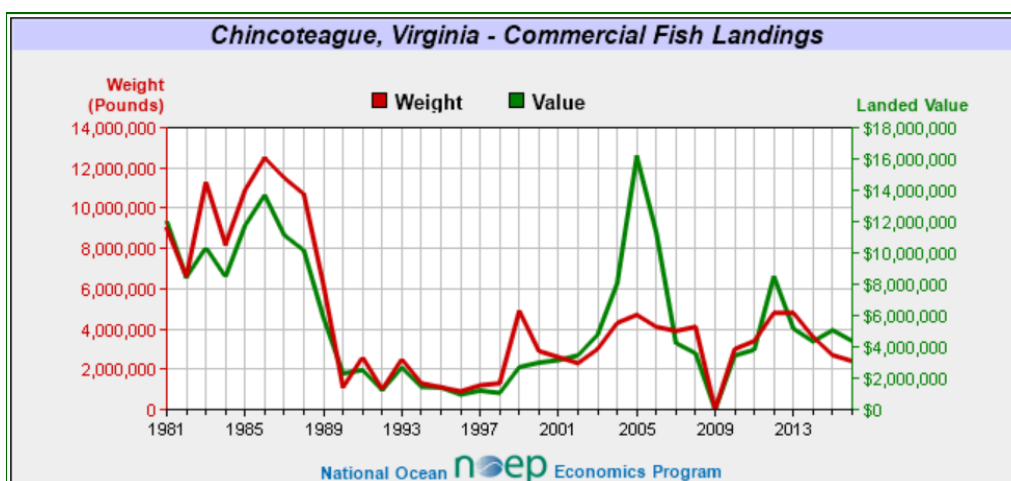 Chincoteague, Virginia - Commercial Fish Landings
Weight
(Pounds)
Weight
Value
Landed Value
14,000,000
12,000,000
10,000,000
8,000,000
6,000,000
4,000,000
2,000,000
0
$18,000,000
$16,000,000
$14,000,000
$12,000,000
$10,000,000
$8,000,000
$6,000,000
$4,000,000
$2,000,000
$0
1981 1985 1989 1993 1997 2001 2005 2009 2013
National Ocean noep Economics Program